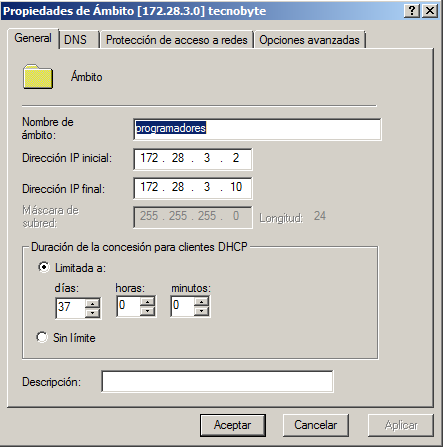 Propiedades de Ámbito [172.28.3.0] tecnobyte
General DNS Protección de acceso a redes Opciones avanzadas
Ámbito
Nombre de ámbito: programadores
Dirección IP inicial: 172 . 28 . 3 . 2
Dirección IP final: 172 . 28 . 3 . 10
Máscara de subred: 255 . 255 . 255 . 0 Longitud: 24
Duración de la concesión para clientes DHCP
Limitada a:
días: horas: minutos:
37 0 0
Sin límite
Descripción:
Aceptar Cancelar Aplicar